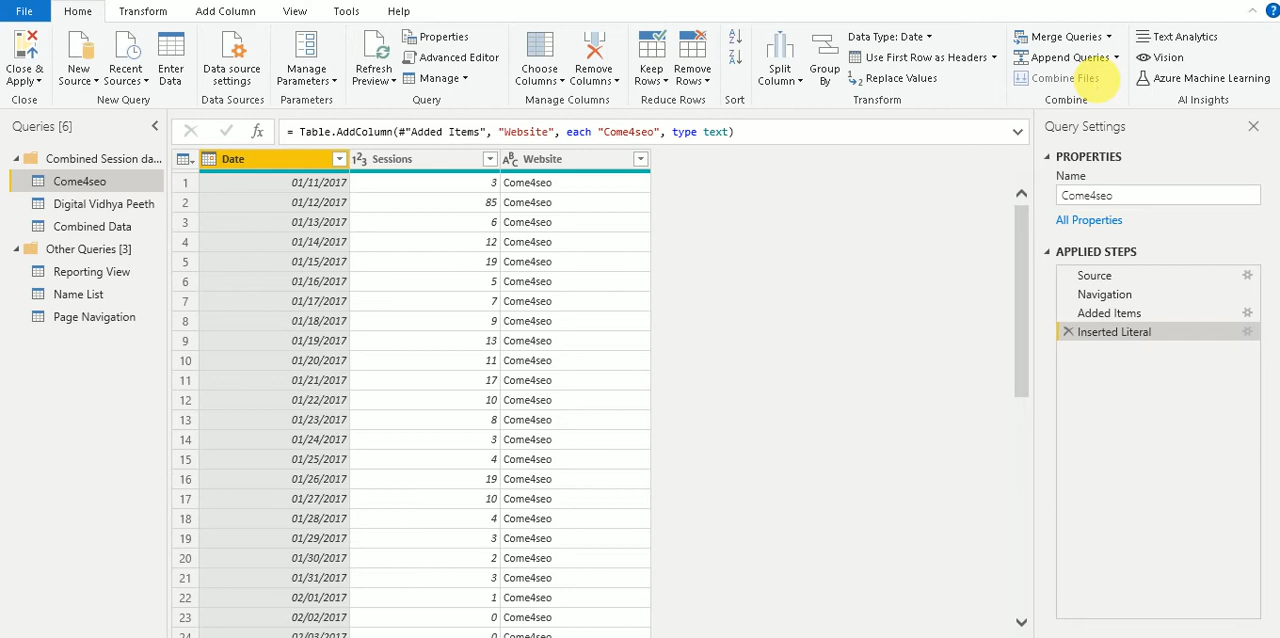 File Home Transform Add Column View Tools Help
Close & Apply
New Source
Recent Sources
Enter Data
Data source settings
Manage Parameters
Refresh Preview
Properties
Advanced Editor
Manage
Choose Columns
Remove Columns
Keep Rows
Remove Rows
Split Column
Group By
Data Type: Date
Use First Row as Headers
Replace Values
Merge Queries
Append Queries
Combine Files
Text Analytics
Vision
Azure Machine Learning
Close New Query Data Sources Parameters Query Manage Columns Reduce Rows Sort Transform Combine AI Insights
Queries [6]
Combined Session da...
Come4seo
Digital Vidhya Peeth
Combined Data
Other Queries [3]
Reporting View
Name List
Page Navigation
fx = Table.AddColumn(#"Added Items", "Website", each "Come4seo", type text)
Date 123 Sessions ABC Website
1 01/11/2017 3 Come4seo
2 01/12/2017 85 Come4seo
3 01/13/2017 6 Come4seo
4 01/14/2017 12 Come4seo
5 01/15/2017 19 Come4seo
6 01/16/2017 5 Come4seo
7 01/17/2017 7 Come4seo
8 01/18/2017 9 Come4seo
9 01/19/2017 13 Come4seo
10 01/20/2017 11 Come4seo
11 01/21/2017 17 Come4seo
12 01/22/2017 10 Come4seo
13 01/23/2017 8 Come4seo
14 01/24/2017 3 Come4seo
15 01/25/2017 4 Come4seo
16 01/26/2017 19 Come4seo
17 01/27/2017 10 Come4seo
18 01/28/2017 4 Come4seo
19 01/29/2017 3 Come4seo
20 01/30/2017 2 Come4seo
21 01/31/2017 3 Come4seo
22 02/01/2017 1 Come4seo
23 02/02/2017 0 Come4seo
24 02/03/2017 0 Come4seo
Query Settings
PROPERTIES
Name
Come4seo
All Properties
APPLIED STEPS
Source
Navigation
Added Items
Inserted Literal